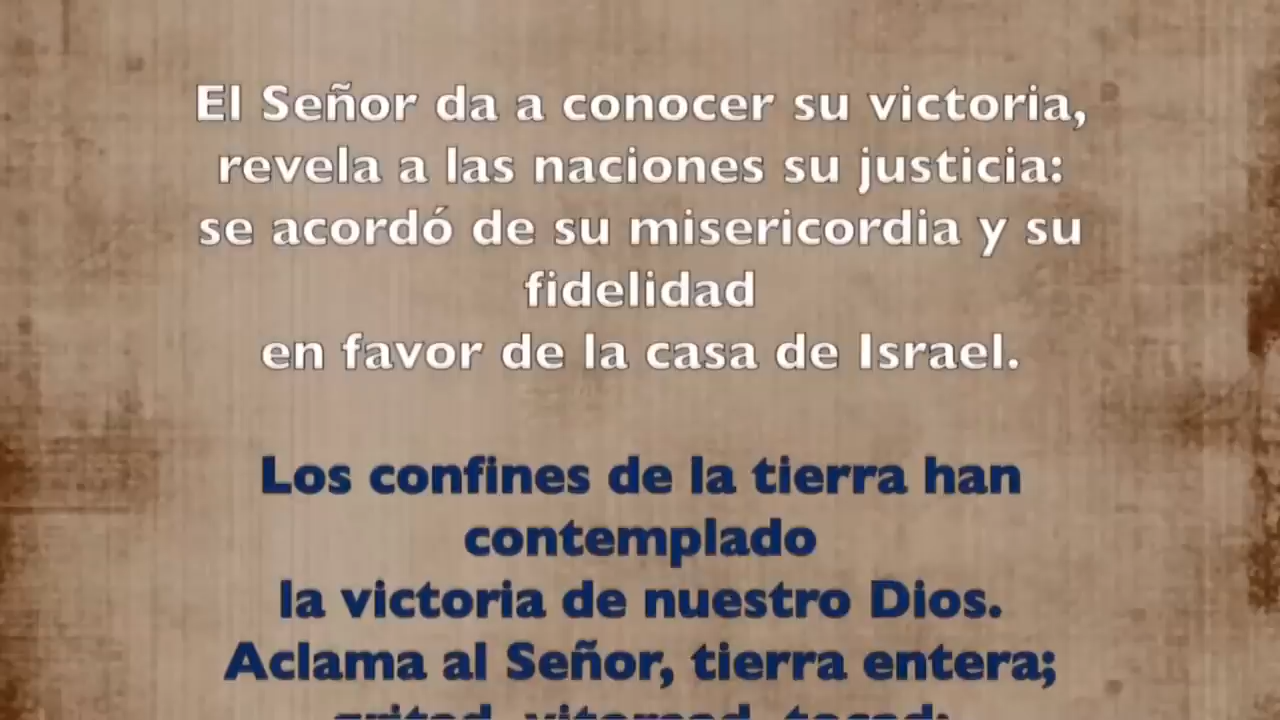 El Señor da a conocer su victoria,
revela a las naciones su justicia:
se acordó de su misericordia y su
fidelidad
en favor de la casa de Israel.
Los confines de la tierra han
contemplado
la victoria de nuestro Dios.
Aclama al Señor, tierra entera;